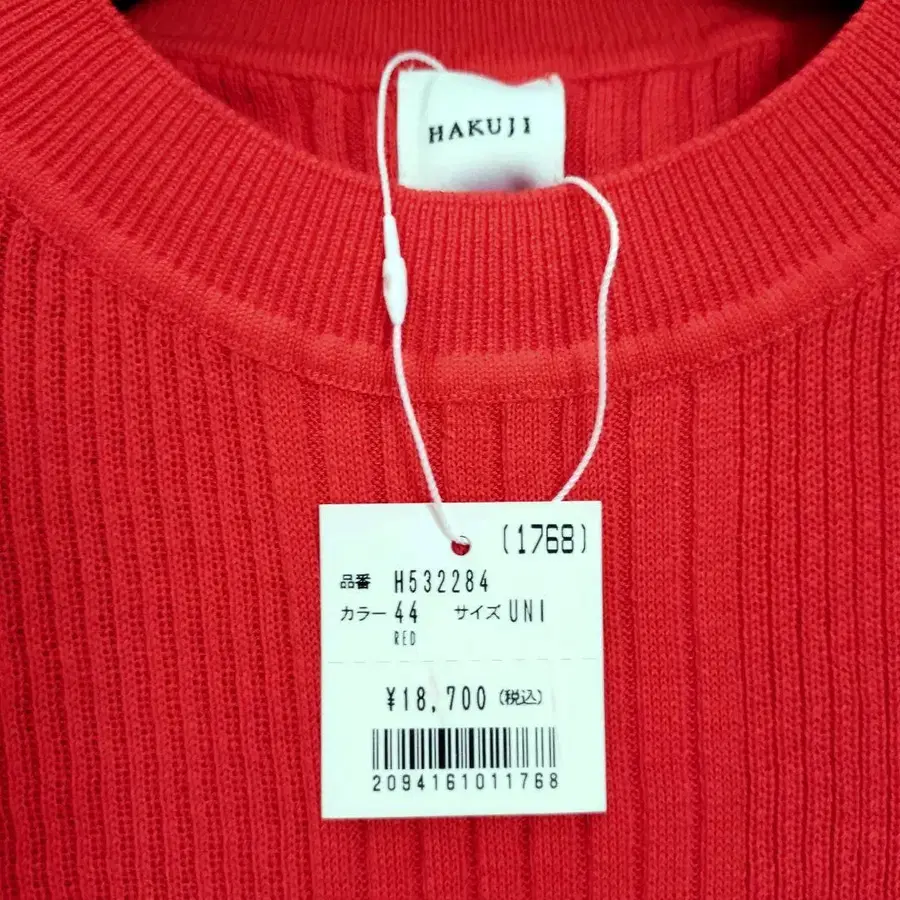 HAKUJI
(1768)
品番 H532284
カラー 44 サイズ UNI
RED
¥18,700 (税込)
2094161011768